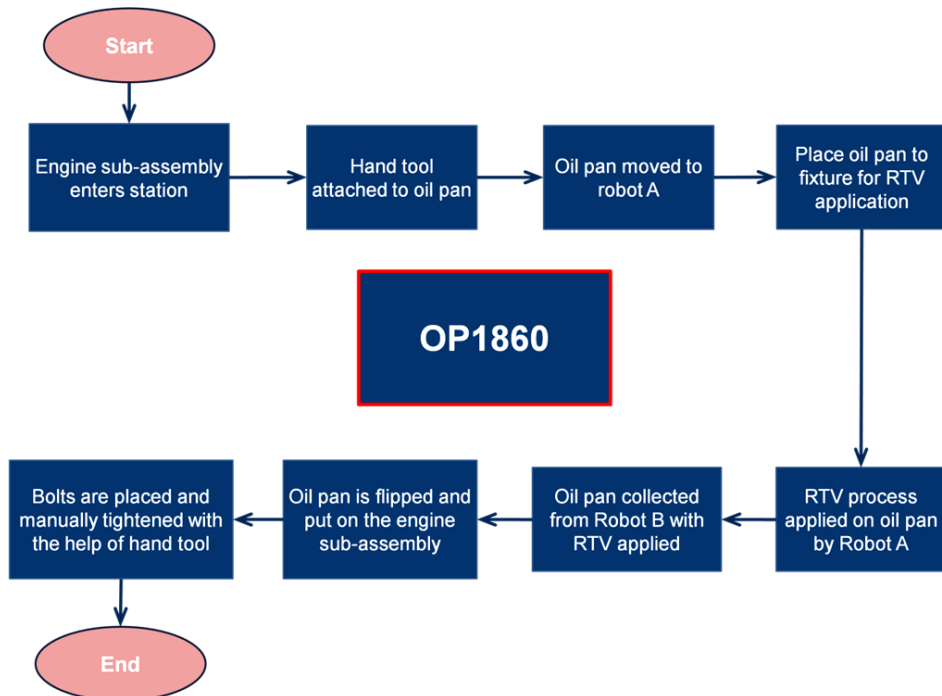 Start
Engine sub-assembly
enters station
Hand tool
attached to oil pan
Oil pan moved to
robot A
Place oil pan to
fixture for RTV
application
OP1860
RTV process
applied on oil pan
by Robot A
Oil pan collected
from Robot B with
RTV applied
Oil pan is flipped and
put on the engine
sub-assembly
Bolts are placed and
manually tightened with
the help of hand tool
End